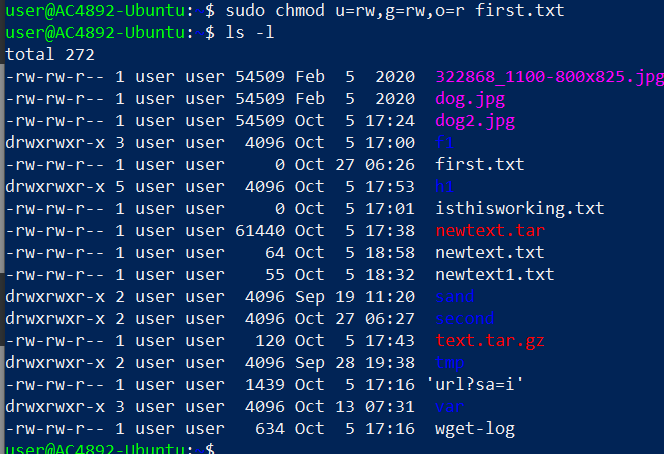 user@AC4892-Ubuntu:~$ sudo chmod u=rw,g=rw,o=r first.txt
user@AC4892-Ubuntu:~$ ls -l
total 272
-rw-rw-r-- 1 user user 54509 Feb  5  2020  322868_1100-800x825.jpg
-rw-rw-r-- 1 user user 54509 Feb  5  2020  dog.jpg
-rw-rw-r-- 1 user user 54509 Oct  5 17:24  dog2.jpg
drwxrwxr-x 3 user user  4096 Oct  5 17:00
-rw-rw-r-- 1 user user     0 Oct 27 06:26  first.txt
drwxrwxr-x 5 user user  4096 Oct  5 17:53  hi
-rw-rw-r-- 1 user user     0 Oct  5 17:01  isthisworking.txt
-rw-rw-r-- 1 user user 61440 Oct  5 17:38  newtext.tar
-rw-rw-r-- 1 user user    64 Oct  5 18:58  newtext.txt
-rw-rw-r-- 1 user user    55 Oct  5 18:32  newtext1.txt
drwxrwxr-x 2 user user  4096 Sep 19 11:20  sand
drwxrwxr-x 2 user user  4096 Oct 27 06:27  second
-rw-rw-r-- 1 user user   120 Oct  5 17:43  text.tar.gz
drwxrwxr-x 2 user user  4096 Sep 28 19:38  tmp
-rw-rw-r-- 1 user user  1439 Oct  5 17:16 'url?sa=i'
drwxrwxr-x 3 user user  4096 Oct 13 07:31  var
-rw-rw-r-- 1 user user   634 Oct  5 17:16  wget-log
user@AC4892-Ubuntu:~$